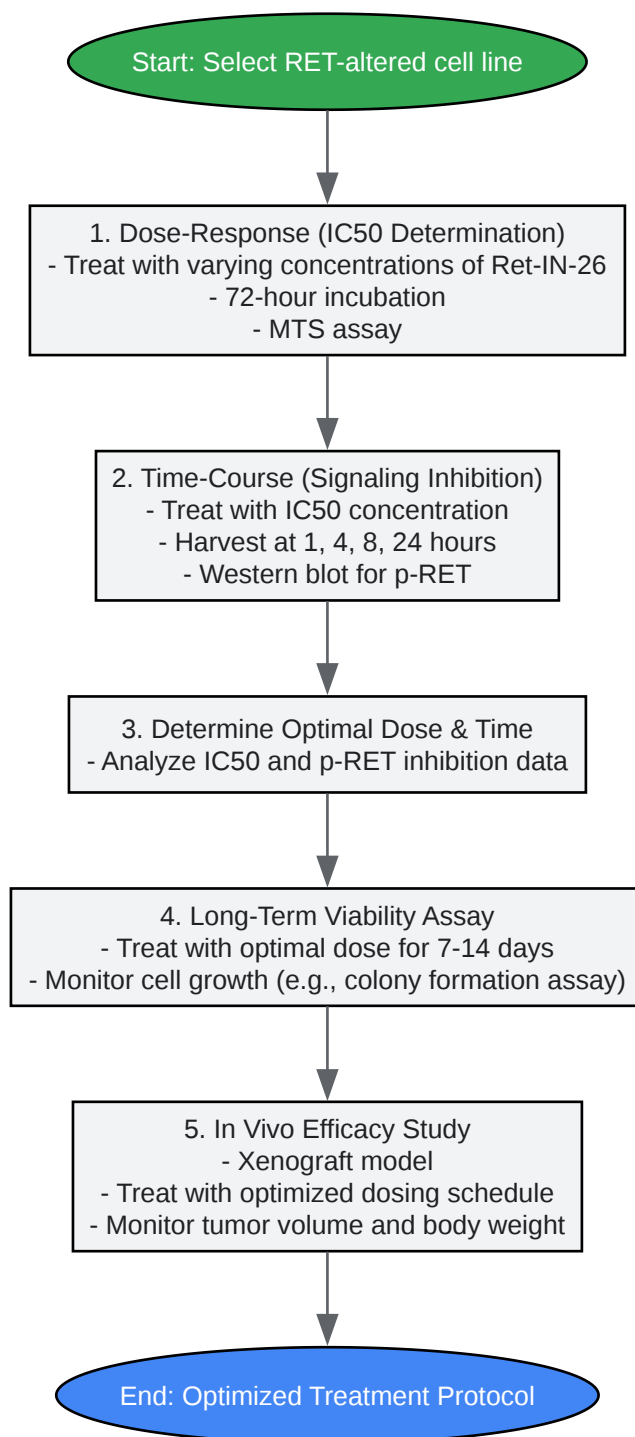 Start: Select RET-altered cell line
1. Dose-Response (IC50 Determination)
- Treat with varying concentrations of Ret-IN-26
- 72-hour incubation
- MTS assay
2. Time-Course (Signaling Inhibition)
- Treat with IC50 concentration
- Harvest at 1, 4, 8, 24 hours
- Western blot for p-RET
3. Determine Optimal Dose & Time
- Analyze IC50 and p-RET inhibition data
4. Long-Term Viability Assay
- Treat with optimal dose for 7-14 days
- Monitor cell growth (e.g., colony formation assay)
5. In Vivo Efficacy Study
- Xenograft model
- Treat with optimized dosing schedule
- Monitor tumor volume and body weight
End: Optimized Treatment Protocol